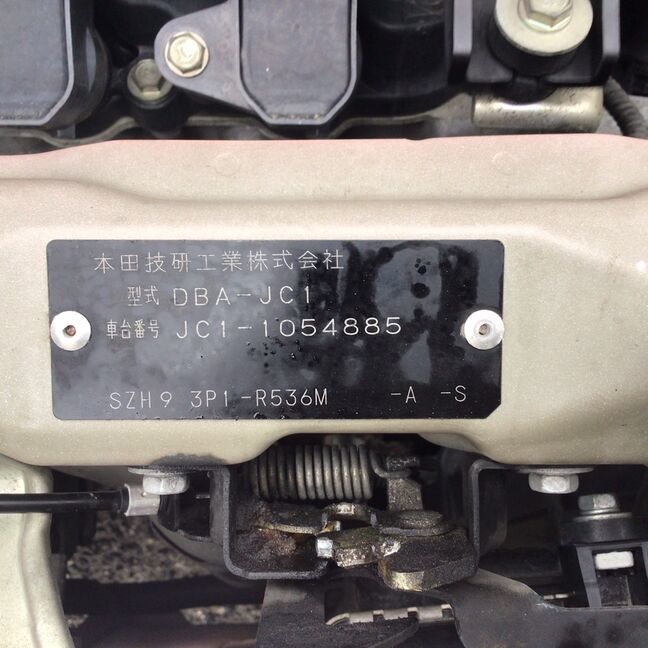 本田技研工業株式会社
型式 DBA-JC1
車台番号 JC1-1054885
SZH9 3P1-R536M -A -S